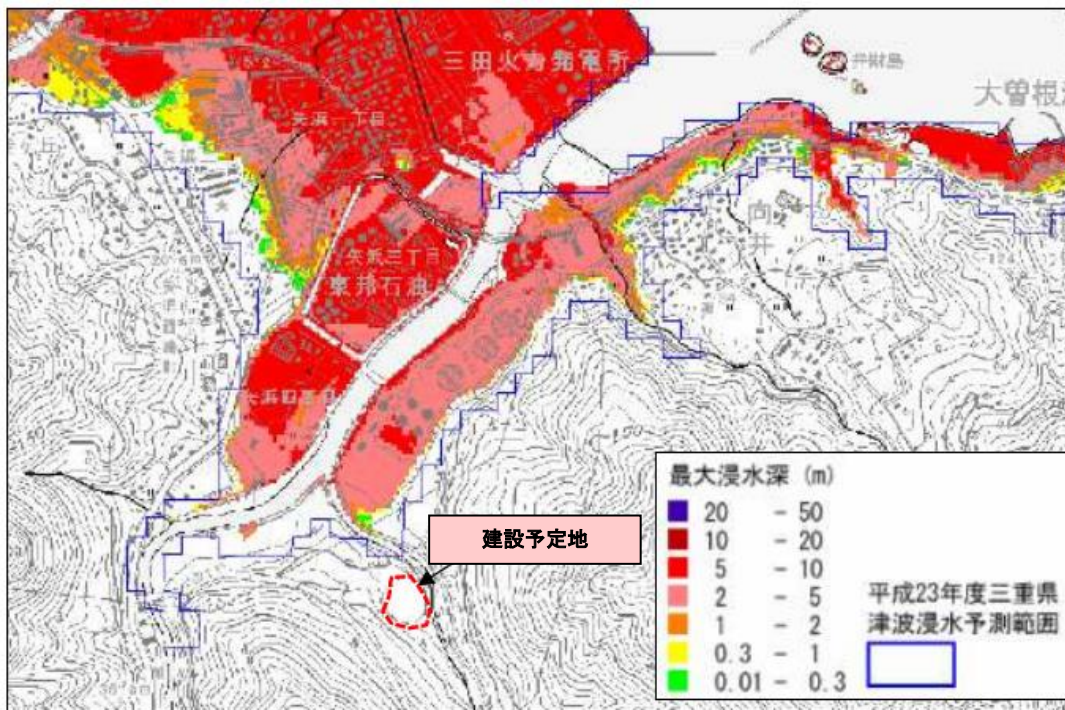 三田火力発電所
弁財島
大曽根
矢浜一丁目
矢浜三丁目
東邦石油
矢浜四丁目
向
井
建設予定地
最大浸水深 (m)
20 - 50
10 - 20
5 - 10
2 - 5
1 - 2
0.3 - 1
0.01 - 0.3
平成23年度三重県
津波浸水予測範囲